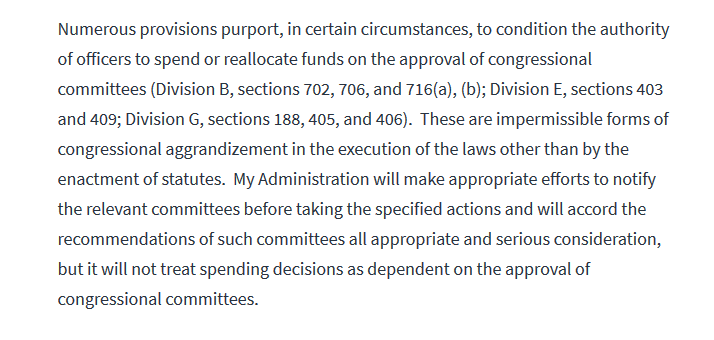 Numerous provisions purport, in certain circumstances, to condition the authority
of officers to spend or reallocate funds on the approval of congressional
committees (Division B, sections 702, 706, and 716(a), (b); Division E, sections 403
and 409; Division G, sections 188, 405, and 406).  These are impermissible forms of
congressional aggrandizement in the execution of the laws other than by the
enactment of statutes.  My Administration will make appropriate efforts to notify
the relevant committees before taking the specified actions and will accord the
recommendations of such committees all appropriate and serious consideration,
but it will not treat spending decisions as dependent on the approval of
congressional committees.